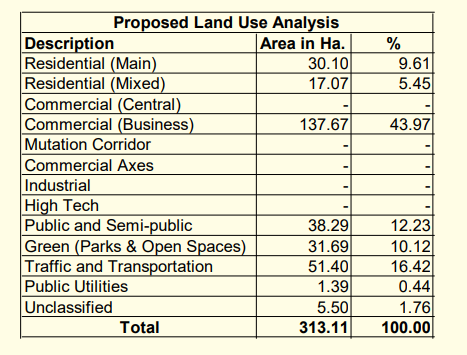 Proposed Land Use Analysis
Description Area in Ha. %
Residential (Main) 30.10 9.61
Residential (Mixed) 17.07 5.45
Commercial (Central) - -
Commercial (Business) 137.67 43.97
Mutation Corridor - -
Commercial Axes - -
Industrial - -
High Tech - -
Public and Semi-public 38.29 12.23
Green (Parks & Open Spaces) 31.69 10.12
Traffic and Transportation 51.40 16.42
Public Utilities 1.39 0.44
Unclassified 5.50 1.76
Total 313.11 100.00